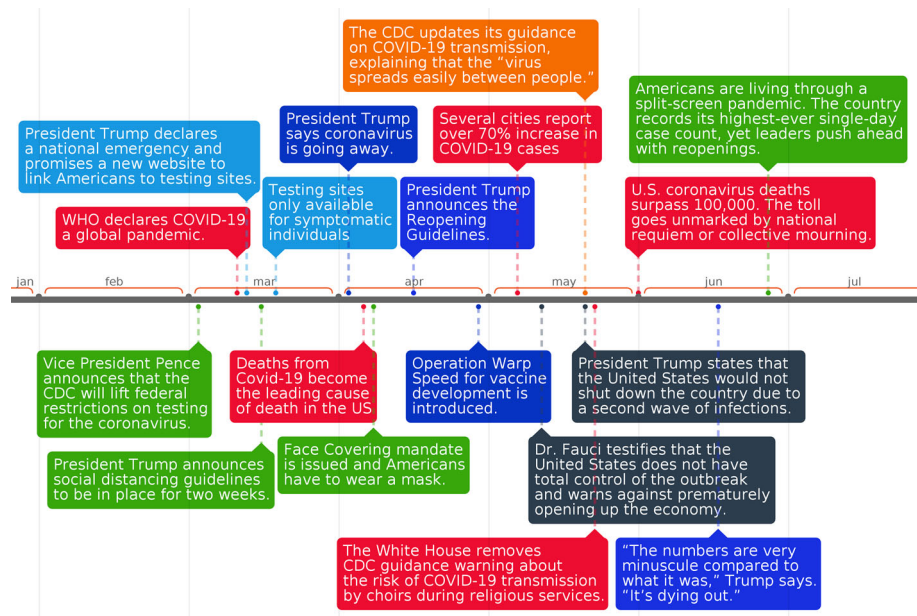 The CDC updates its guidance
on COVID-19 transmission,
explaining that the “virus
spreads easily between people.”
Americans are living through a
split-screen pandemic. The country
records its highest-ever single-day
case count, yet leaders push ahead
with reopenings.
President Trump declares
a national emergency and
promises a new website to
link Americans to testing sites.
President Trump
says coronavirus
is going away.
Several cities report
over 70% increase in
COVID-19 cases
WHO declares COVID-19
a global pandemic.
Testing sites
only available
for symptomatic
individuals
President Trump
announces the
Reopening
Guidelines.
U.S. coronavirus deaths
surpass 100,000. The toll
goes unmarked by national
requiem or collective mourning.
jan feb mar apr may jun jul
Vice President Pence
announces that the
CDC will lift federal
restrictions on testing
for the coronavirus.
Deaths from
Covid-19 become
the leading cause
of death in the US
Operation Warp
Speed for vaccine
development is
introduced.
President Trump states that
the United States would not
shut down the country due to
a second wave of infections.
President Trump announces
social distancing guidelines
to be in place for two weeks.
Face Covering mandate
is issued and Americans
have to wear a mask.
Dr. Fauci testifies that the
United States does not have
total control of the outbreak
and warns against prematurely
opening up the economy.
The White House removes
CDC guidance warning about
the risk of COVID-19 transmission
by choirs during religious services.
“The numbers are very
minuscule compared to
what it was,” Trump says.
“It’s dying out.”